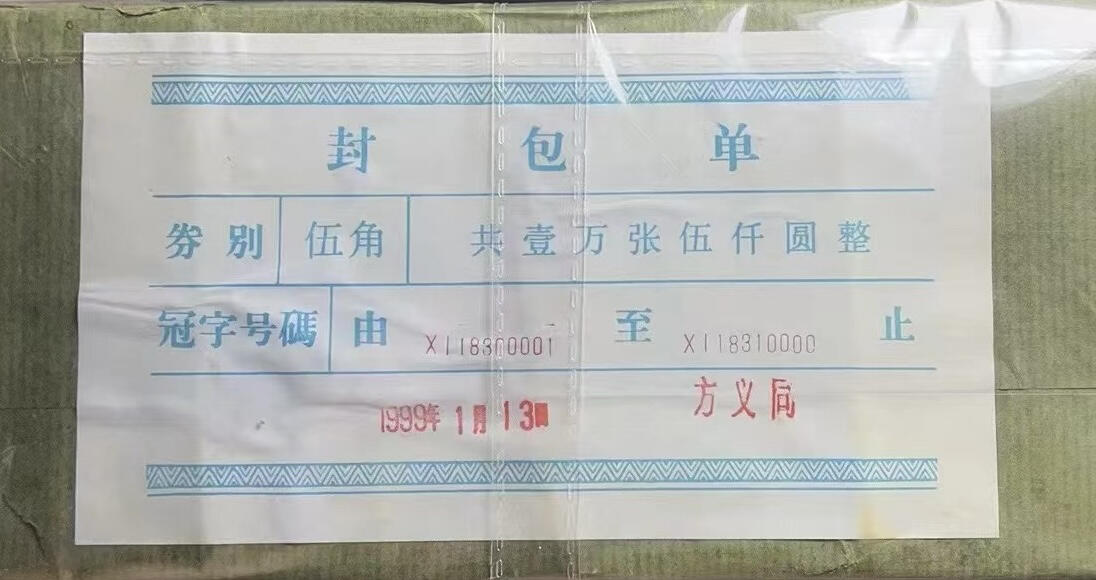 封包单
券别 伍角 共壹万张伍仟圆整
冠字号碼 由 XI18300001 至 XI18310000 止
1999年1月13日 方义同